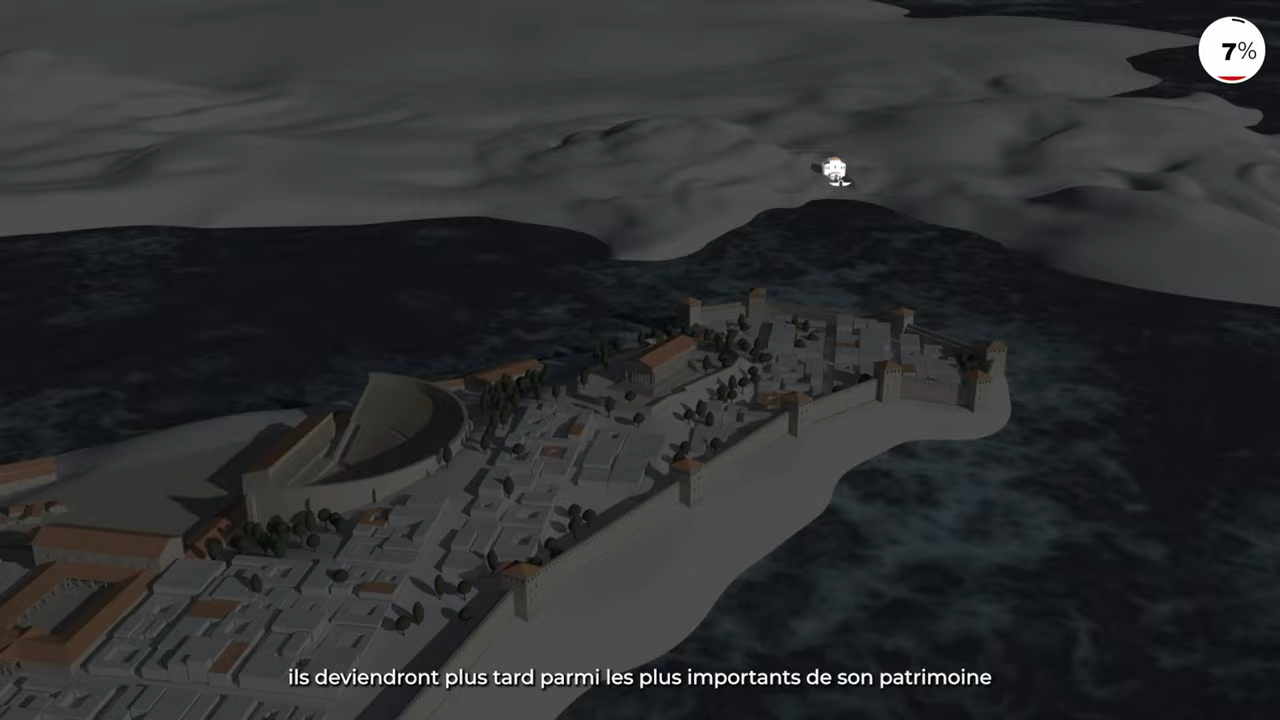 7%
ils deviendront plus tard parmi les plus importants de son patrimoine